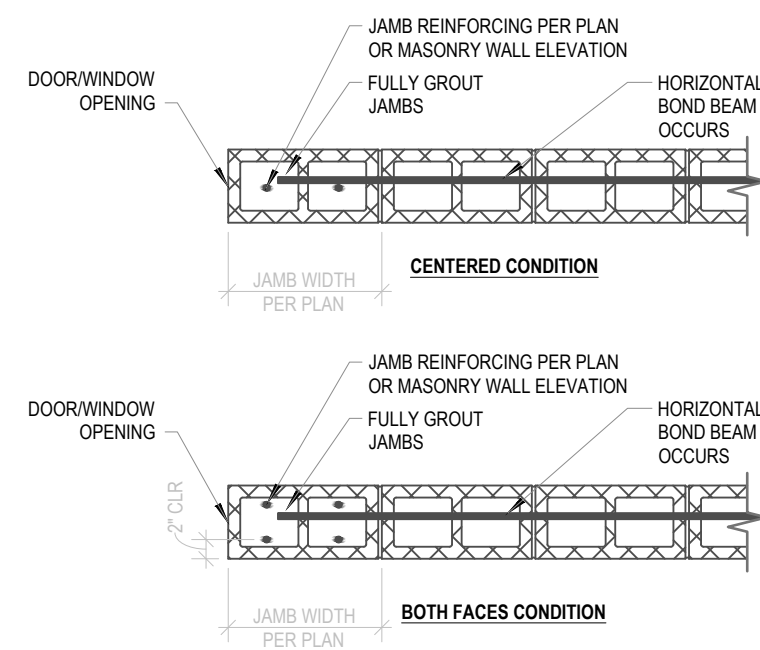 JAMB REINFORCING PER PLAN
OR MASONRY WALL ELEVATION
DOOR/WINDOW
OPENING
FULLY GROUT
JAMBS
HORIZONTAL
BOND BEAM
OCCURS
JAMB WIDTH
PER PLAN
CENTERED CONDITION
JAMB REINFORCING PER PLAN
OR MASONRY WALL ELEVATION
DOOR/WINDOW
OPENING
FULLY GROUT
JAMBS
HORIZONTAL
BOND BEAM
OCCURS
2" CLR
JAMB WIDTH
PER PLAN
BOTH FACES CONDITION